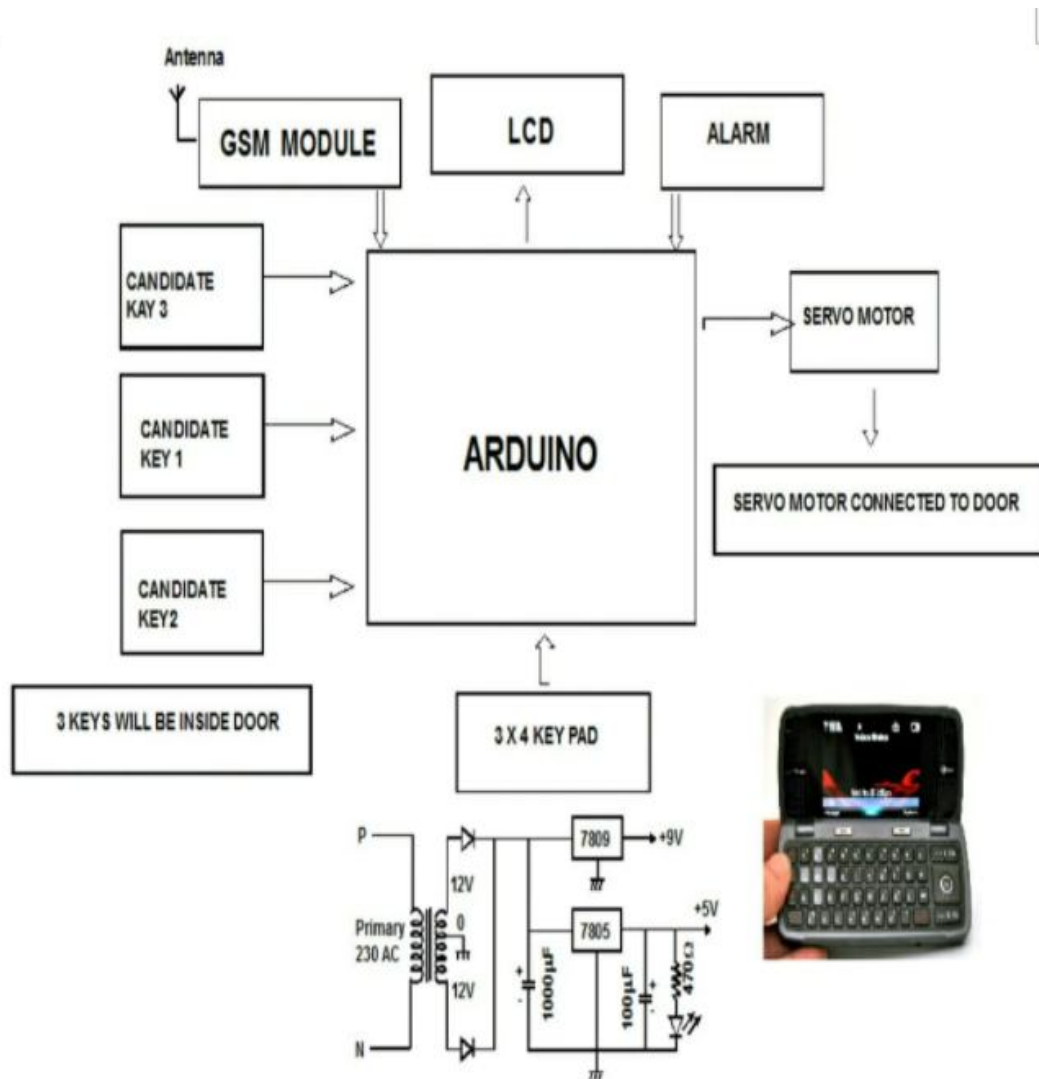 Antenna
GSM MODULE
LCD
ALARM
CANDIDATE
KAY 3
SERVO MOTOR
CANDIDATE
KEY 1
ARDUINO
SERVO MOTOR CONNECTED TO DOOR
CANDIDATE
KEY2
3 KEYS WILL BE INSIDE DOOR
3 X 4 KEY PAD
P
7809
+9V
12V
+5V
Primary
230 AC
0
7805
12V
+
-
1000µF
100µF
+
-
470Ω
N